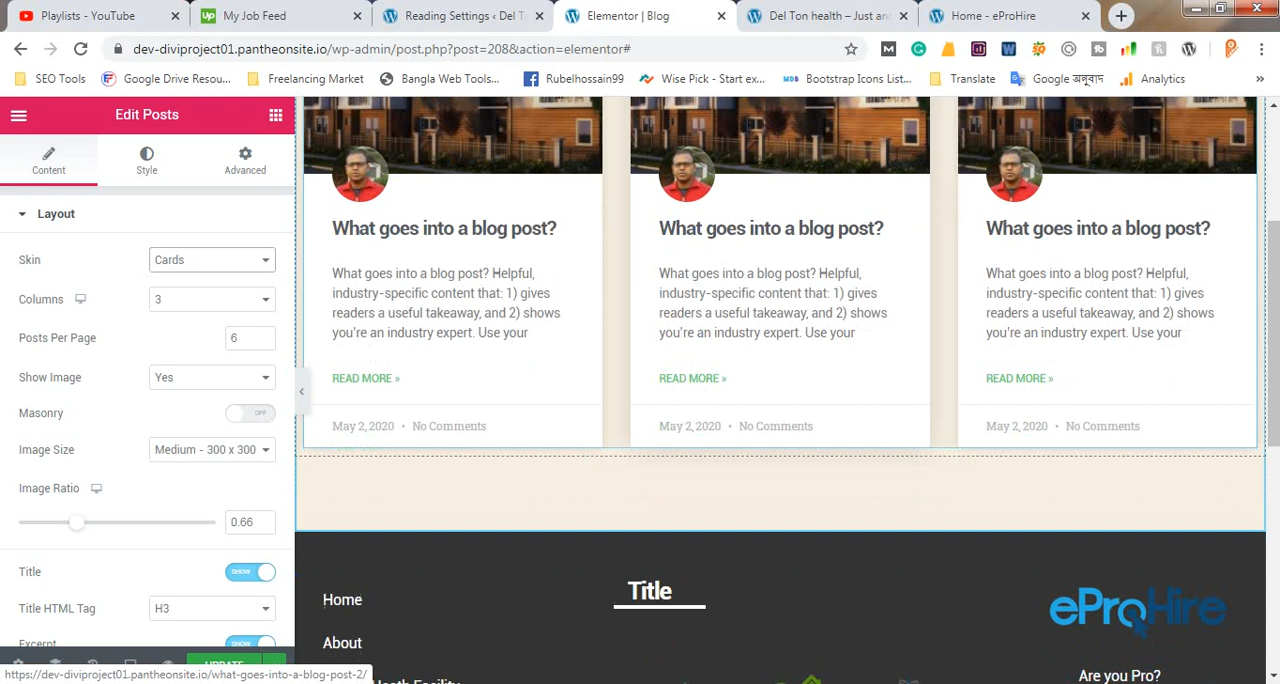 Playlists - YouTube
Up My Job Feed
Reading Settings ‹ Del T
Elementor | Blog
Del Ton health – Just an
Home - eProHire
dev-diviproject01.pantheonsite.io/wp-admin/post.php?post=208&action=elementor#
SEO Tools
Google Drive Resou...
Freelancing Market
Bangla Web Tools...
Rubelhossain99
Wise Pick - Start ex...
MDB Bootstrap Icons List...
Translate
Google অনুবাদ
Analytics
»
Edit Posts
Content
Style
Advanced
Layout
Skin
Cards
Columns
3
Posts Per Page
6
Show Image
Yes
Masonry
OFF
Image Size
Medium - 300 x 300
Image Ratio
0.66
Title
SHOW
Title HTML Tag
H3
Excerpt
SHOW
UPDATE
https://dev-diviproject01.pantheonsite.io/what-goes-into-a-blog-post-2/
What goes into a blog post?
What goes into a blog post? Helpful,
industry-specific content that: 1) gives
readers a useful takeaway, and 2) shows
you're an industry expert. Use your
READ MORE »
May 2, 2020 • No Comments
What goes into a blog post?
What goes into a blog post? Helpful,
industry-specific content that: 1) gives
readers a useful takeaway, and 2) shows
you're an industry expert. Use your
READ MORE »
May 2, 2020 • No Comments
What goes into a blog post?
What goes into a blog post? Helpful,
industry-specific content that: 1) gives
readers a useful takeaway, and 2) shows
you're an industry expert. Use your
READ MORE »
May 2, 2020 • No Comments
Home
About
Title
eProHire
Are you Pro?